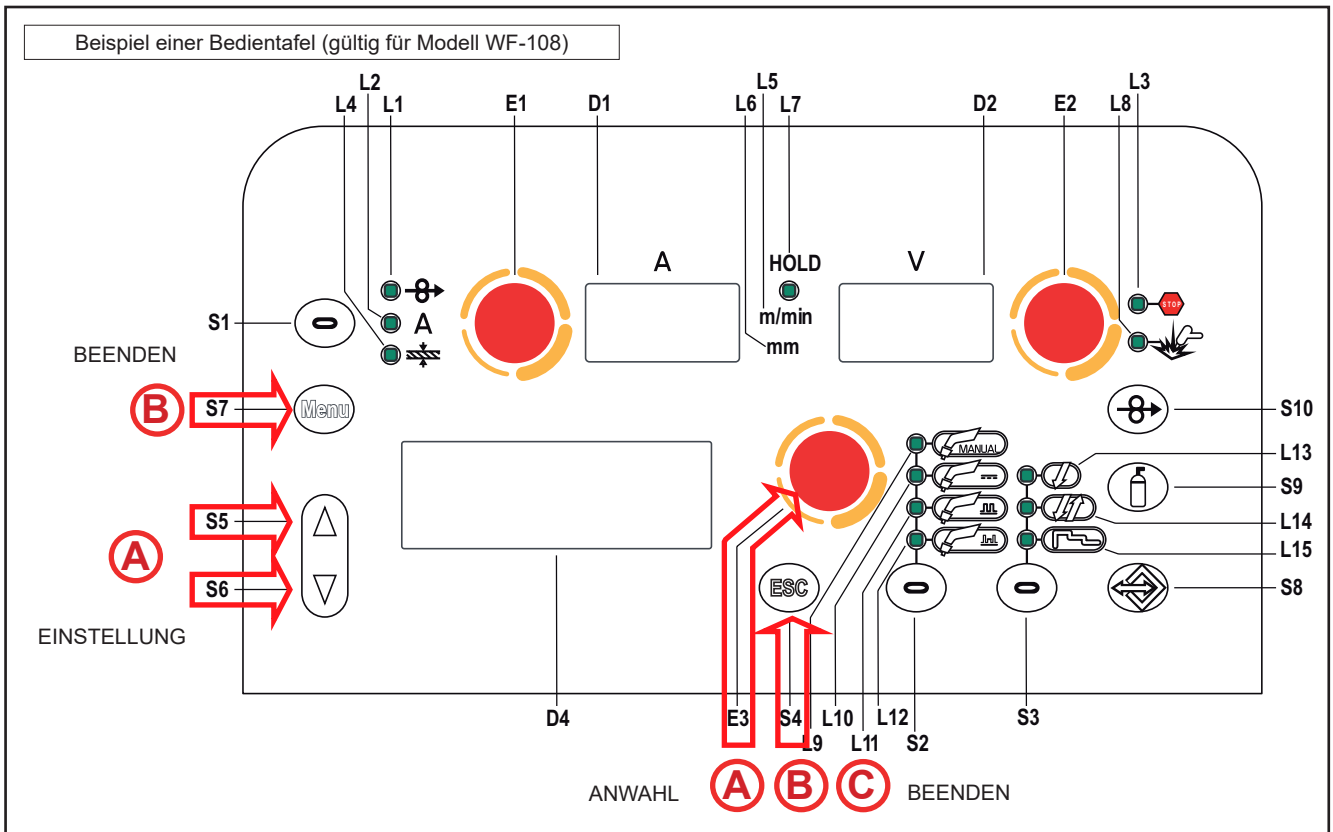 Beispiel einer Bedientafel (gültig für Modell WF-108)
L2 L5 L3
L4 L1 E1 D1 L6 L7 D2 E2 L8
A HOLD V
STOP
m/min
S1 A
mm
BEENDEN
B S7 Menu
S10
MANUAL
L13
S9
S5
L14
A
L15
S6 ESC S8
EINSTELLUNG
D4 E3 S4 L10 L12 S3
L9 L11 S2
ANWAHL A B C BEENDEN